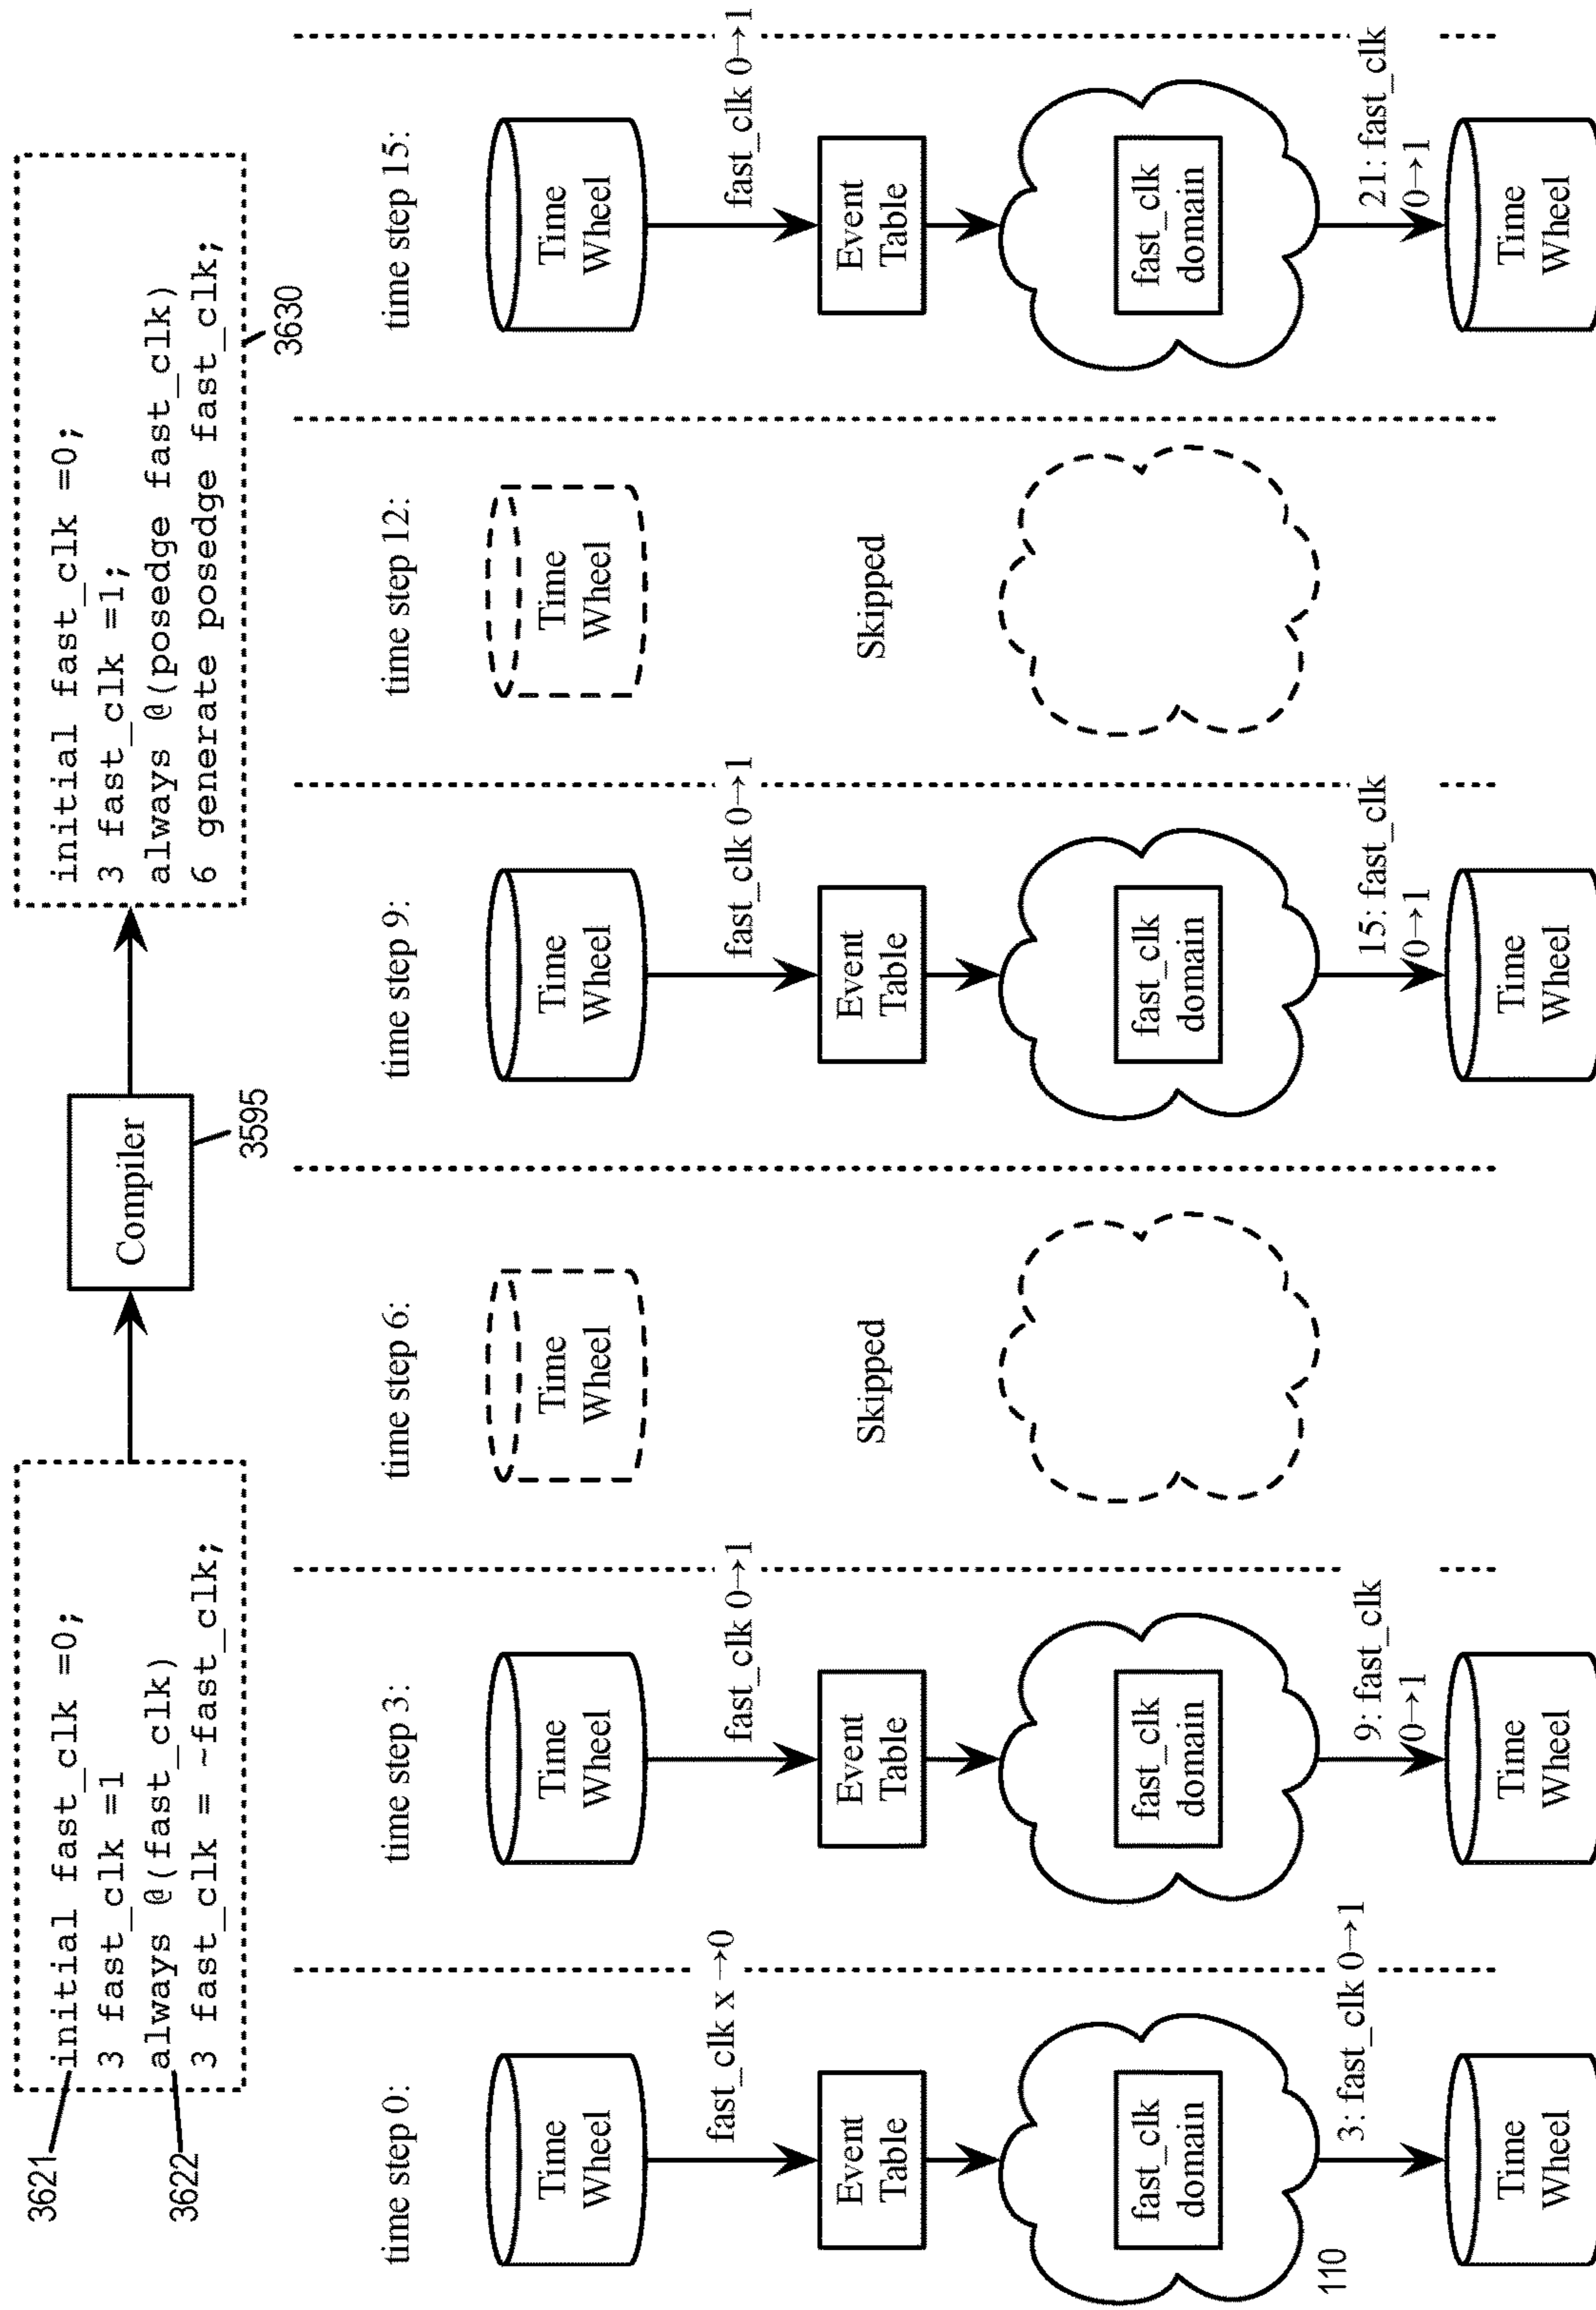 3621
3622
initial fast_clk =0;
3 fast_clk =1
always @(fast_clk)
3 fast_clk = ~fast_clk;
Compiler
3595
initial fast_clk =0;
3 fast_clk =1;
always @(posedge fast_clk)
6 generate posedge fast_clk;
3630
time step 0:
Time
Wheel
fast_clk x →0
Event
Table
fast_clk
domain
110
3: fast_clk 0→1
Time
Wheel
time step 3:
Time
Wheel
fast_clk 0→1
Event
Table
fast_clk
domain
9: fast_clk
0→1
Time
Wheel
time step 6:
Time
Wheel
Skipped
time step 9:
Time
Wheel
fast_clk 0→1
Event
Table
fast_clk
domain
15: fast_clk
0→1
Time
Wheel
time step 12:
Time
Wheel
Skipped
time step 15:
Time
Wheel
fast_clk 0→1
Event
Table
fast_clk
domain
21: fast_clk
0→1
Time
Wheel